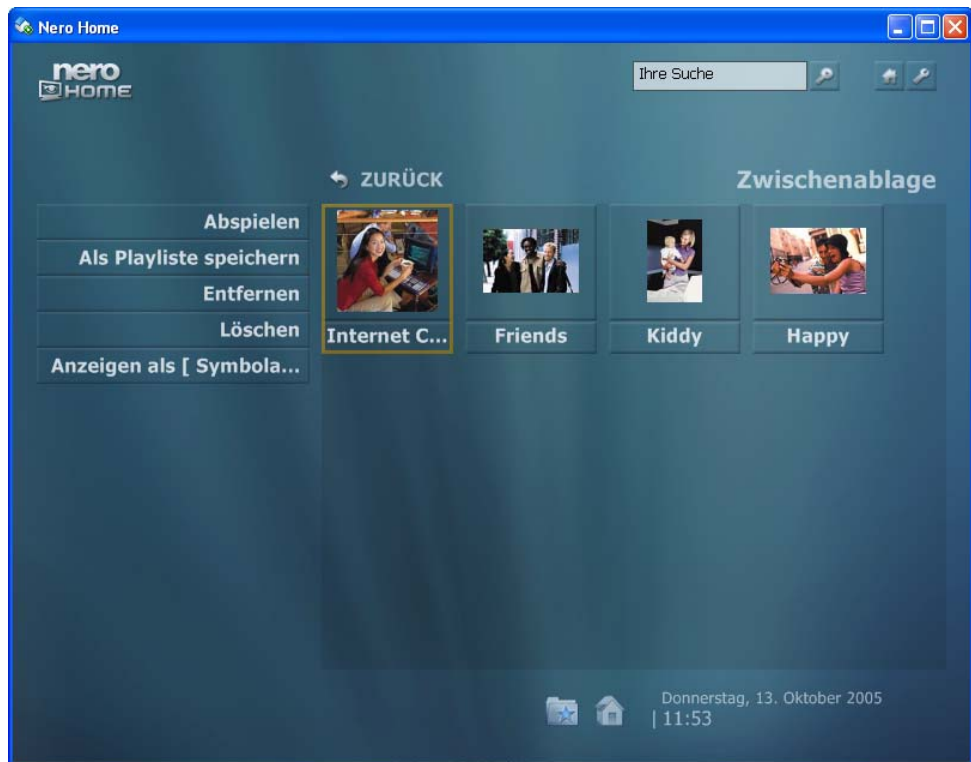 Nero Home
nero
HOME
Ihre Suche
ZURÜCK
Zwischenablage
Abspielen
Als Playliste speichern
Entfernen
Löschen
Anzeigen als [ Symbola...
Internet C...
Friends
Kiddy
Happy
Donnerstag, 13. Oktober 2005
| 11:53